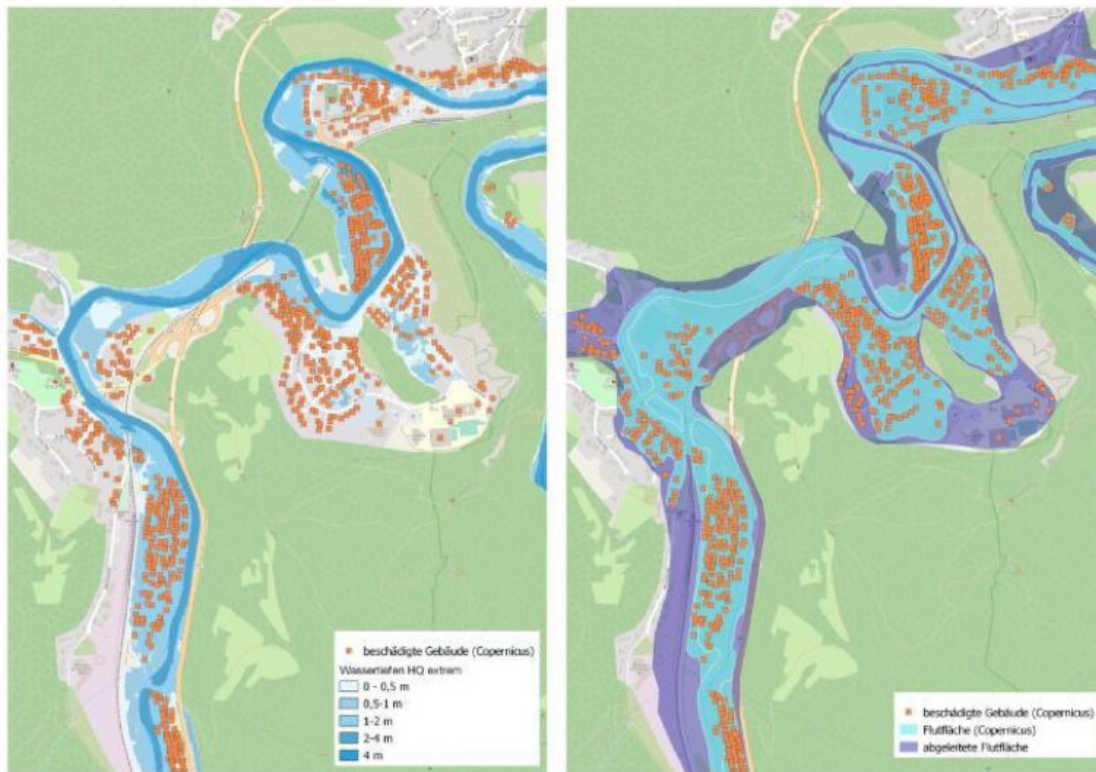 beschädigte Gebäude (Copernicus)
Wassertiefen HQ extrem
0 - 0,5 m
0,5-1 m
1-2 m
2-4 m
4 m
beschädigte Gebäude (Copernicus)
Flutfläche (Copernicus)
abgeleitete Flutfläche